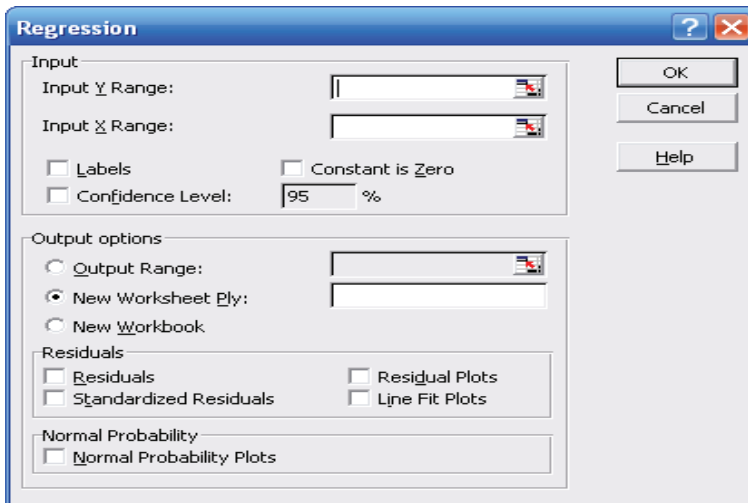 Regression
Input
Input Y Range:
Input X Range:
Labels
Constant is Zero
Confidence Level:
95 %
OK
Cancel
Help
Output options
Output Range:
New Worksheet Ply:
New Workbook
Residuals
Residuals
Residual Plots
Standardized Residuals
Line Fit Plots
Normal Probability
Normal Probability Plots